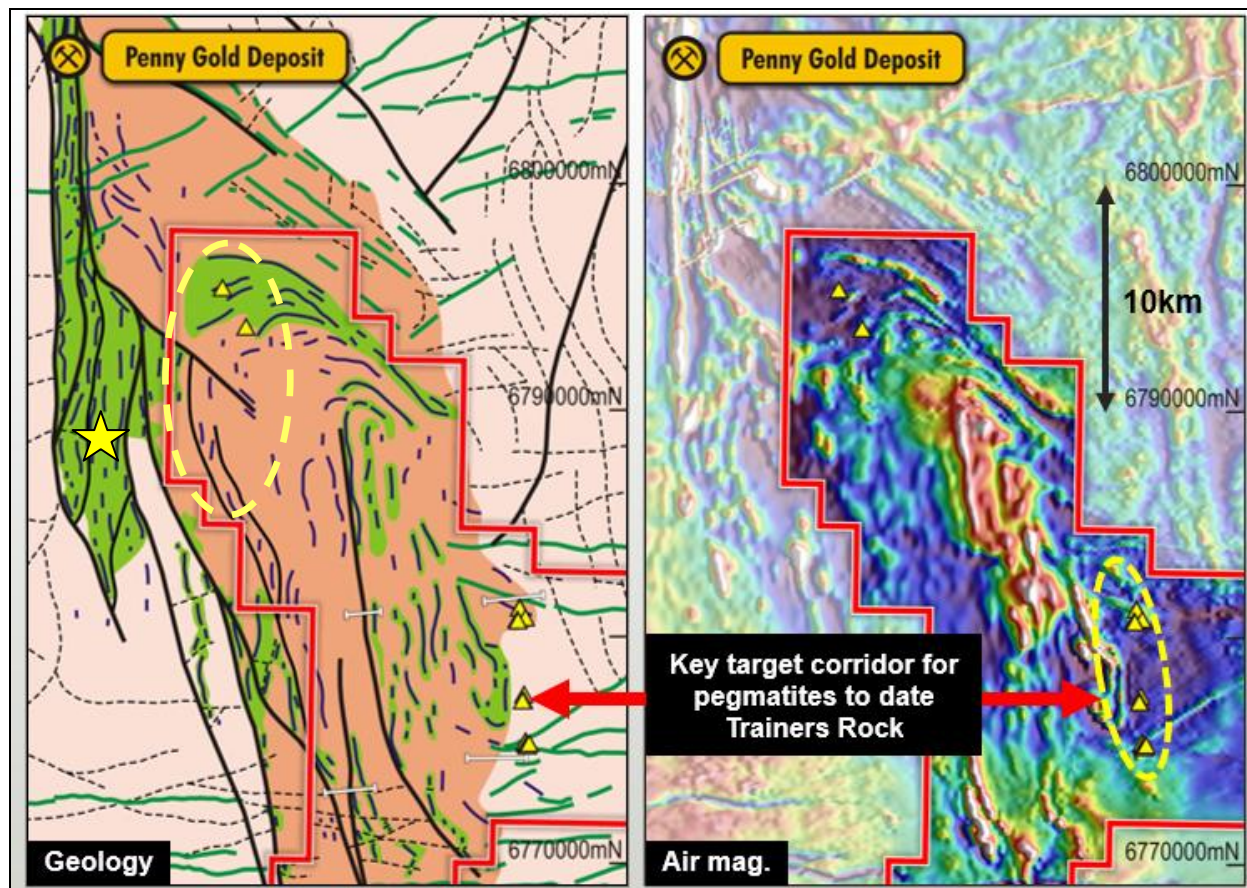 Penny Gold Deposit
6800000mN
6790000mN
Geology
Penny Gold Deposit
6800000mN
10km
6790000mN
Key target corridor for
pegmatites to date
Trainers Rock
6770000mN
Air mag.
6770000mN